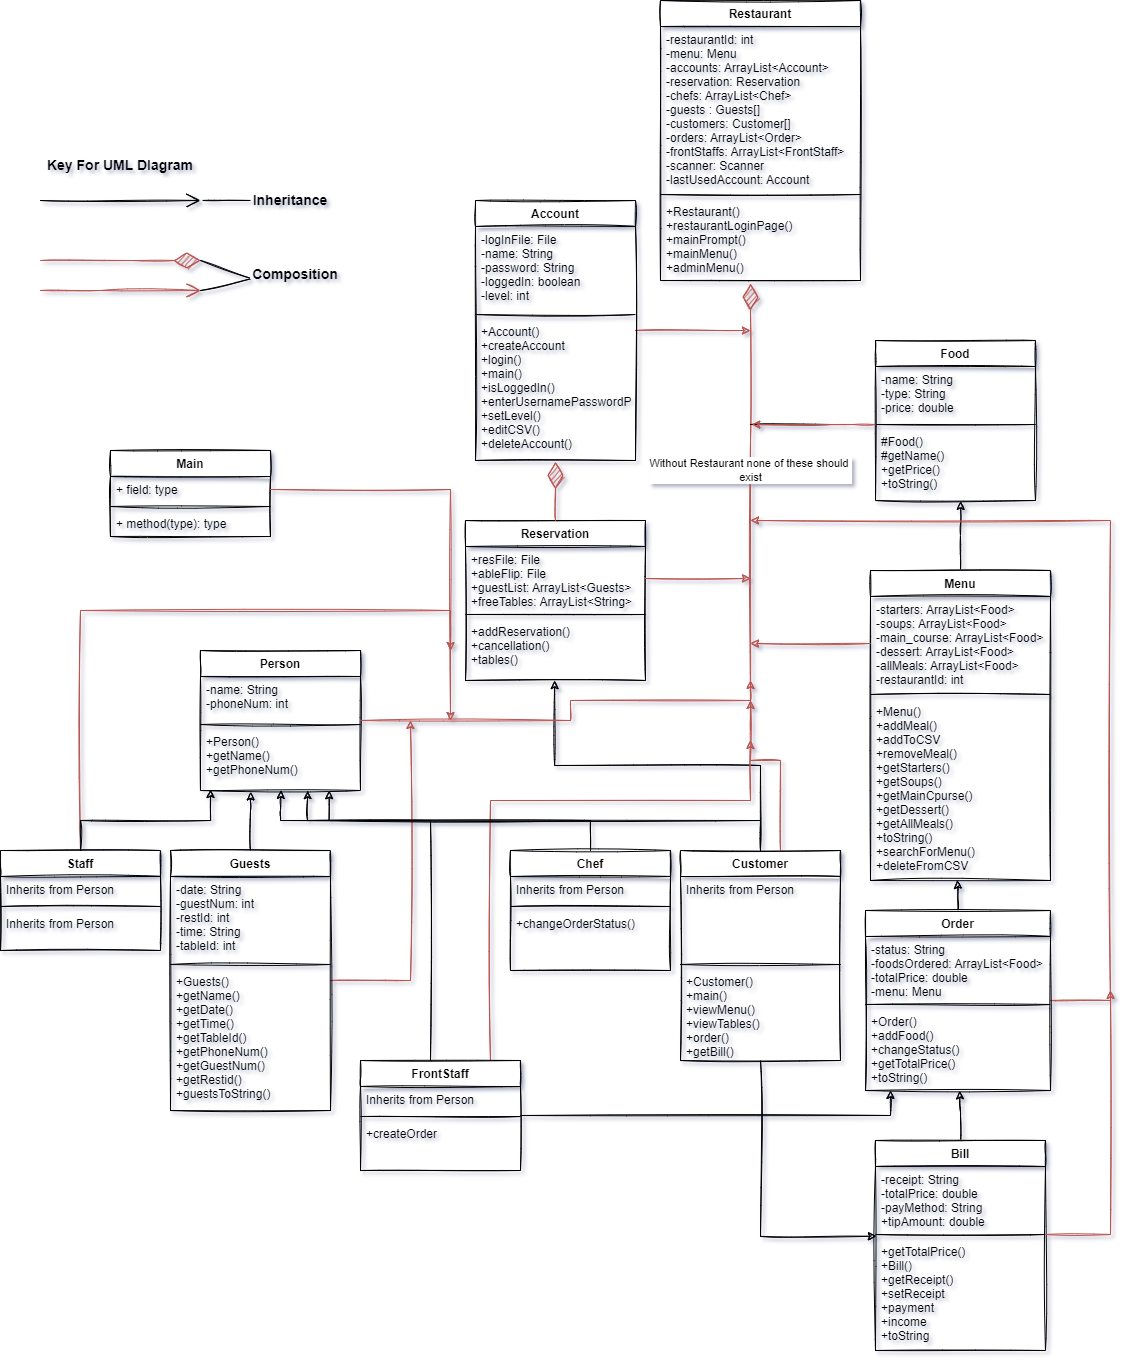 Restaurant
-restaurantId: int
-menu: Menu
-accounts: ArrayList<Account>
-reservation: Reservation
-chefs: ArrayList<Chef>
-guests : Guests[]
-customers: Customer[]
-orders: ArrayList<Order>
-frontStaffs: ArrayList<FrontStaff>
-scanner: Scanner
-lastUsedAccount: Account
+Restaurant()
+restaurantLoginPage()
+mainPrompt()
+mainMenu()
+adminMenu()
Key For UML DIagram
Inheritance
Composition
Account
-logInFile: File
-name: String
-password: String
-loggedIn: boolean
-level: int
+Account()
+createAccount
+login()
+main()
+isLoggedIn()
+enterUsernamePasswordP
+setLevel()
+editCSV()
+deleteAccount()
Food
-name: String
-type: String
-price: double
#Food()
#getName()
+getPrice()
+toString()
Without Restaurant none of these should
exist
Main
+ field: type
+ method(type): type
Reservation
+resFile: File
+ableFlip: File
+guestList: ArrayList<Guests>
+freeTables: ArrayList<String>
+addReservation()
+cancellation()
+tables()
Menu
-starters: ArrayList<Food>
-soups: ArrayList<Food>
-main_course: ArrayList<Food>
-dessert: ArrayList<Food>
-allMeals: ArrayList<Food>
-restaurantId: int
+Menu()
+addMeal()
+addToCSV
+removeMeal()
+getStarters()
+getSoups()
+getMainCpurse()
+getDessert()
+getAllMeals()
+toString()
+searchForMenu()
+deleteFromCSV
Person
-name: String
-phoneNum: int
+Person()
+getName()
+getPhoneNum()
Staff
Inherits from Person
Inherits from Person
Guests
-date: String
-guestNum: int
-restId: int
-time: String
-tableId: int
+Guests()
+getName()
+getDate()
+getTime()
+getTableId()
+getPhoneNum()
+getGuestNum()
+getRestid()
+guestsToString()
Chef
Inherits from Person
+changeOrderStatus()
Customer
Inherits from Person
+Customer()
+main()
+viewMenu()
+viewTables()
+order()
+getBill()
Order
-status: String
-foodsOrdered: ArrayList<Food>
-totalPrice: double
-menu: Menu
+Order()
+addFood()
+changeStatus()
+getTotalPrice()
+toString()
FrontStaff
Inherits from Person
+createOrder
Bill
-receipt: String
-totalPrice: double
-payMethod: String
+tipAmount: double
+getTotalPrice()
+Bill()
+getReceipt()
+setReceipt
+payment
+income
+toString